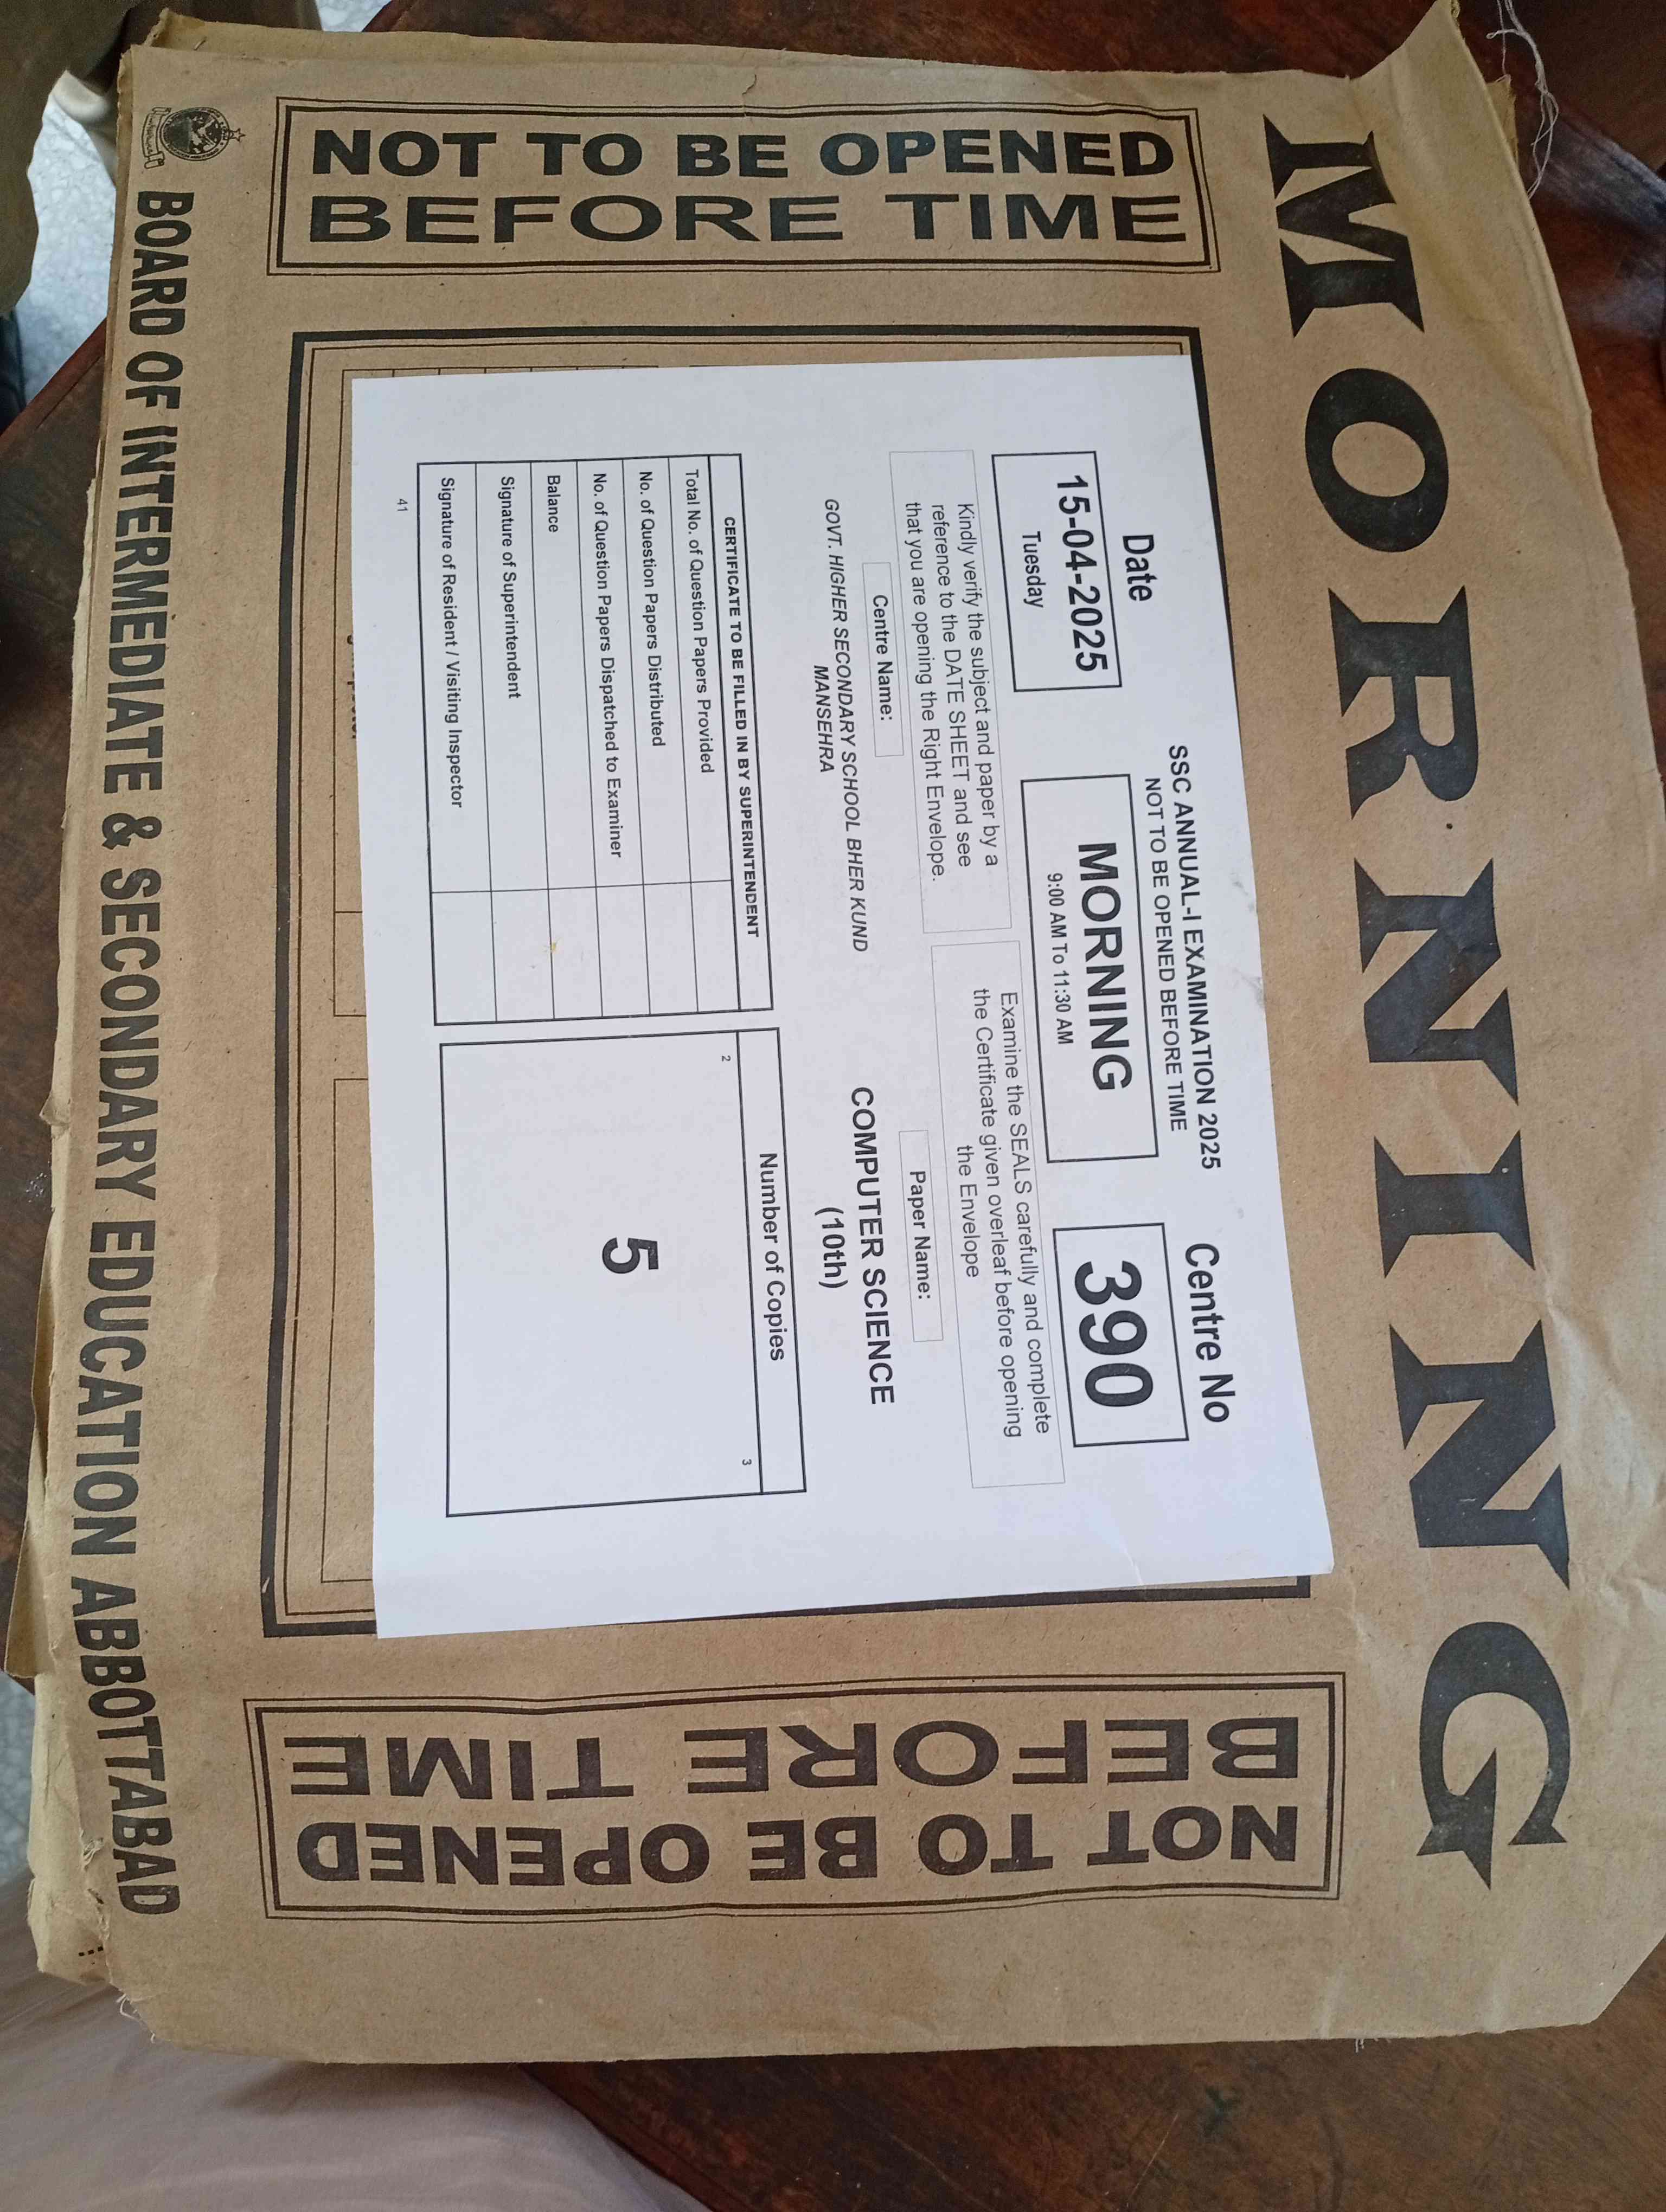 MORNING
NOT TO BE OPENED
BEFORE TIME
SSC ANNUAL-I EXAMINATION 2025
NOT TO BE OPENED BEFORE TIME
Date
15-04-2025
Tuesday
MORNING
9:00 AM To 11:30 AM
Centre No
390
Kindly verify the subject and paper by a
reference to the DATE SHEET and see
that you are opening the Right Envelope.
Examine the SEALS carefully and complete
the Certificate given overleaf before opening
the Envelope
Centre Name:
GOVT. HIGHER SECONDARY SCHOOL BHER KUND
MANSEHRA
Paper Name:
COMPUTER SCIENCE
(10th)
CERTIFICATE TO BE FILLED IN BY SUPERINTENDENT
Total No. of Question Papers Provided
No. of Question Papers Distributed
No. of Question Papers Dispatched to Examiner
Balance
Signature of Superintendent
Signature of Resident / Visiting Inspector
41
Number of Copies
2
3
5
NOT TO BE OPENED
BEFORE TIME
BOARD OF INTERMEDIATE & SECONDARY EDUCATION ABBOTTABAD